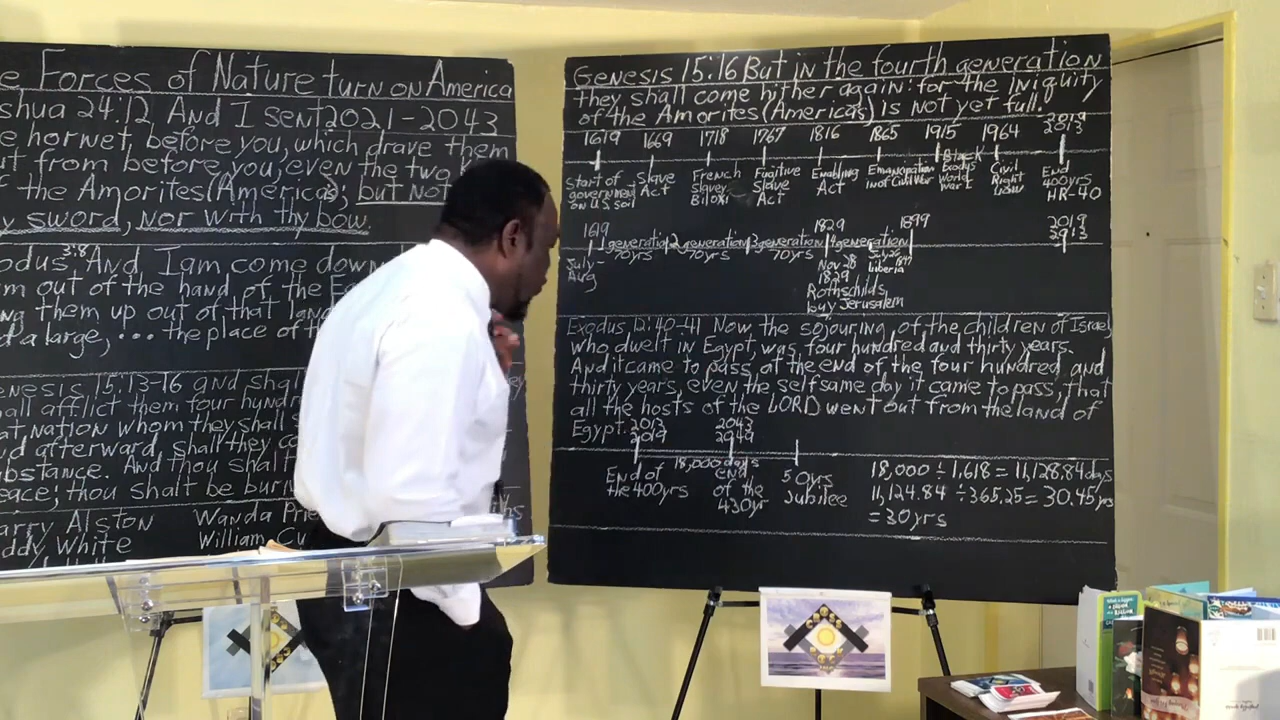 e Forces of Nature turn on America
shua 24:12 And I sent 2021-2043
e hornet, before you, which drave them
t from before you, even the two
f the Amorites (Americas); but not
y sword, nor with thy bow.
odus 3:8 And I am come down
m out of the hand of the
ng them up out of that land
d a large, ... the place of
enesis 15:13-16 and shal
all afflict them four hundr
at nation whom they shall
d afterward shall they co
bstance. And thou shalt
eace; thou shalt be buri
arry Alston Wanda
ddy White William Cu
Genesis 15:16 But in the fourth generation
they shall come hither again: for the iniquity
of the Amorites (Americas) is not yet full.
1619 1669 1718 1767 1816 1865 1915 1964 2013
2019
Start of
government
on U.S soil
Slave
Act
French
Slavery
Biloxi
Fugitive
Slave
Act
Enabling
Act
Emancipation
not Civil War
Black
bodys
World
War I
Civil
Right
End
400yrs
HR-40
1619 1829 1899 2019
2013
1 generation 2 generation 3 generation 4 generation
70yrs 70yrs 70yrs
July-
Aug
Nov-28
1829
Rothschilds
buy Jerusalem
July 26
1847
Liberia
Exodus 12:40-41 Now, the sojouring, of the children of Israel,
who dwelt in Egypt, was four hundred and thirty years.
And it came to pass, at the end of the four hundred and
thirty years, even the selfsame day it came to pass, that
all the hosts of the LORD went out from the land of
Egypt. 2013 2043
2019 2049
18,000 days
End of
the 400yrs
end
of the
430yr
50yrs
Jubilee
18,000 ÷ 1.618 = 11,128.84 days
11,124.84 ÷ 365.25 = 30.45 yrs
= 30 yrs